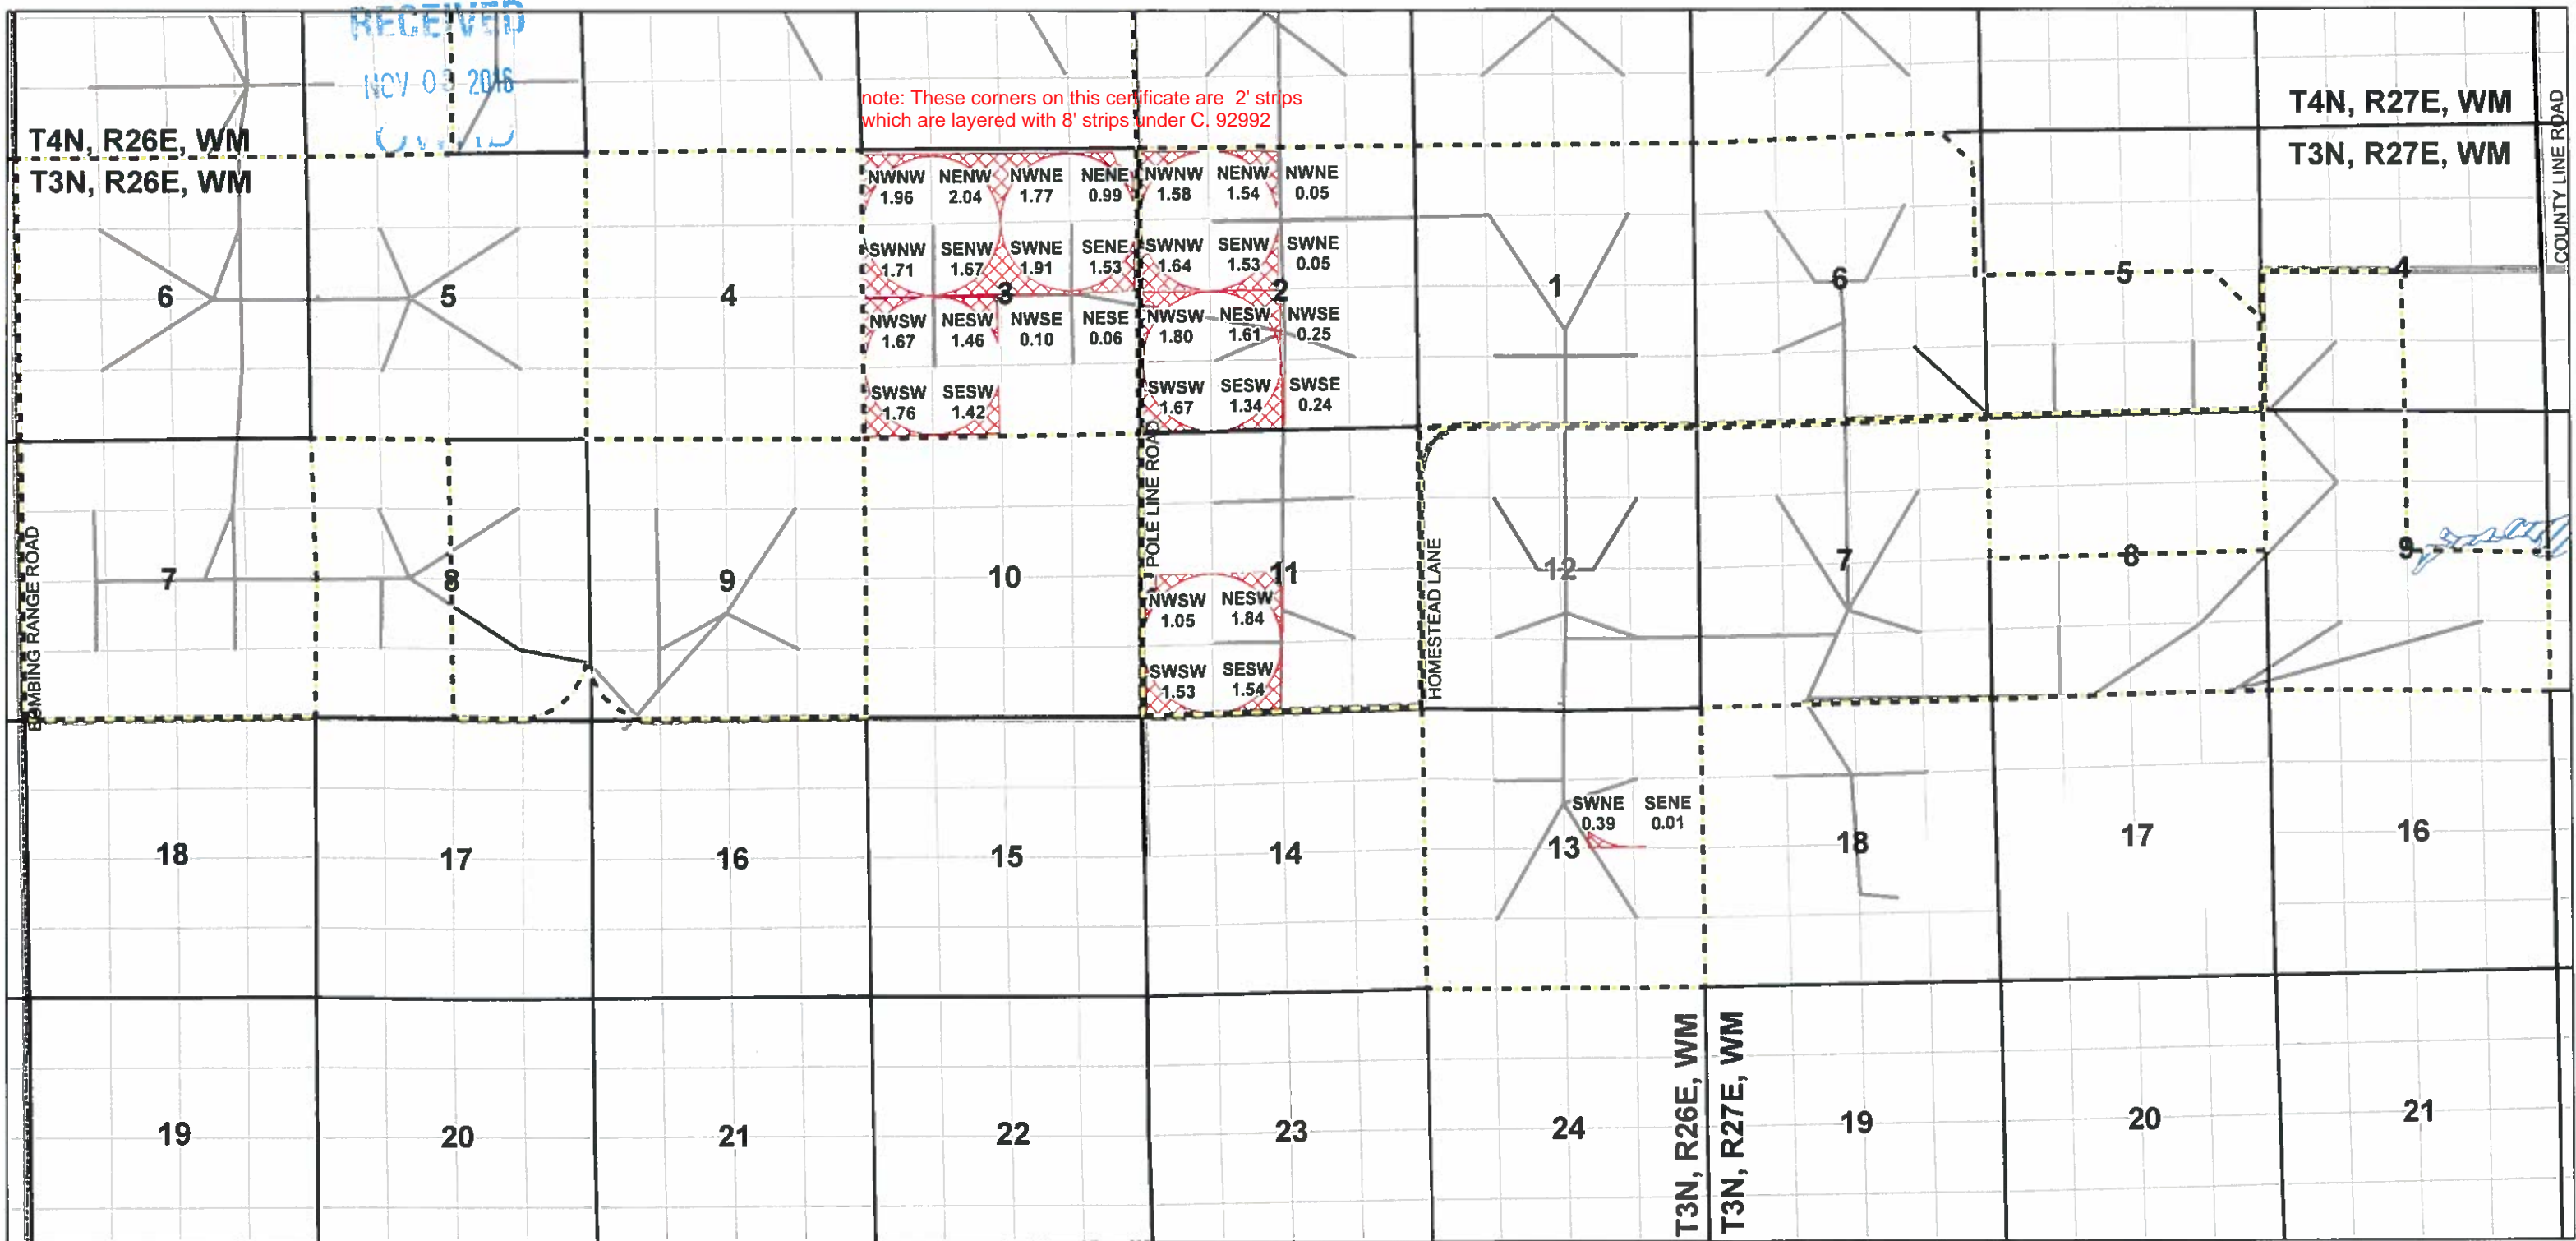 RECEIVED
NOV 03 2016
OWRD
note: These corners on this certificate are 2' strips
which are layered with 8' strips under C. 92992
T4N, R26E, WM
T3N, R26E, WM
T4N, R27E, WM
T3N, R27E, WM
COUNTY LINE ROAD
NWNW NENW NWNE NENE NWNW NENW NWNE
1.96 2.04 1.77 0.99 1.58 1.54 0.05
SWNW SENW SWNE SENE SWNW SENW SWNE
1.71 1.67 1.91 1.53 1.64 1.53 0.05
6 5 4 3 2 1 6 5 4
NWSW NESW NWSE NESE NWSW NESW NWSE
1.67 1.46 0.10 0.06 1.80 1.61 0.25
SWSW SESW SWSW SESW SWSE
1.76 1.42 1.67 1.34 0.24
BOMBING RANGE ROAD
POLE LINE ROAD
HOMESTEAD LANE
7 8 9 10 11 12 7 8 9
NWSW NESW
1.05 1.84
SWSW SESW
1.53 1.54
SWNE SENE
0.39 0.01
18 17 16 15 14 13 18 17 16
T3N, R26E, WM
T3N, R27E, WM
19 20 21 22 23 24 19 20 21